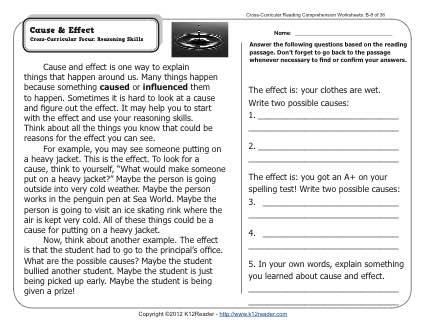 Cross-Curricular Reading Comprehension Worksheets: B-8 of 36
Cause & Effect
Cross-Curricular Focus: Reasoning Skills
Cause and effect is one way to explain
things that happen around us. Many things happen
because something caused or influenced them
to happen. Sometimes it is hard to look at a cause
and figure out the effect. It may help you to start
with the effect and use your reasoning skills.
Think about all the things you know that could be
reasons for the effect you can see.
For example, you may see someone putting on
a heavy jacket. This is the effect. To look for a
cause, think to yourself, "What would make someone
put on a heavy jacket?" Maybe the person is going
outside into very cold weather. Maybe the person
works in the penguin pen at Sea World. Maybe the
person is going to visit an ice skating rink where the
air is kept very cold. All of these things could be a
cause for putting on a heavy jacket.
Now, think about another example. The effect
is that the student had to go to the principal's office.
What are the possible causes? Maybe the student
bullied another student. Maybe the student is just
being picked up early. Maybe the student is being
given a prize!
Name:
Answer the following questions based on the reading
passage. Don't forget to go back to the passage
whenever necessary to find or confirm your answers.
The effect is: your clothes are wet.
Write two possible causes:
1.
2.
The effect is: you got an A+ on your
spelling test! Write two possible causes:
3.
4.
5. In your own words, explain something
you learned about cause and effect.
Copyright ©2012 K12Reader - http://www.k12reader.com